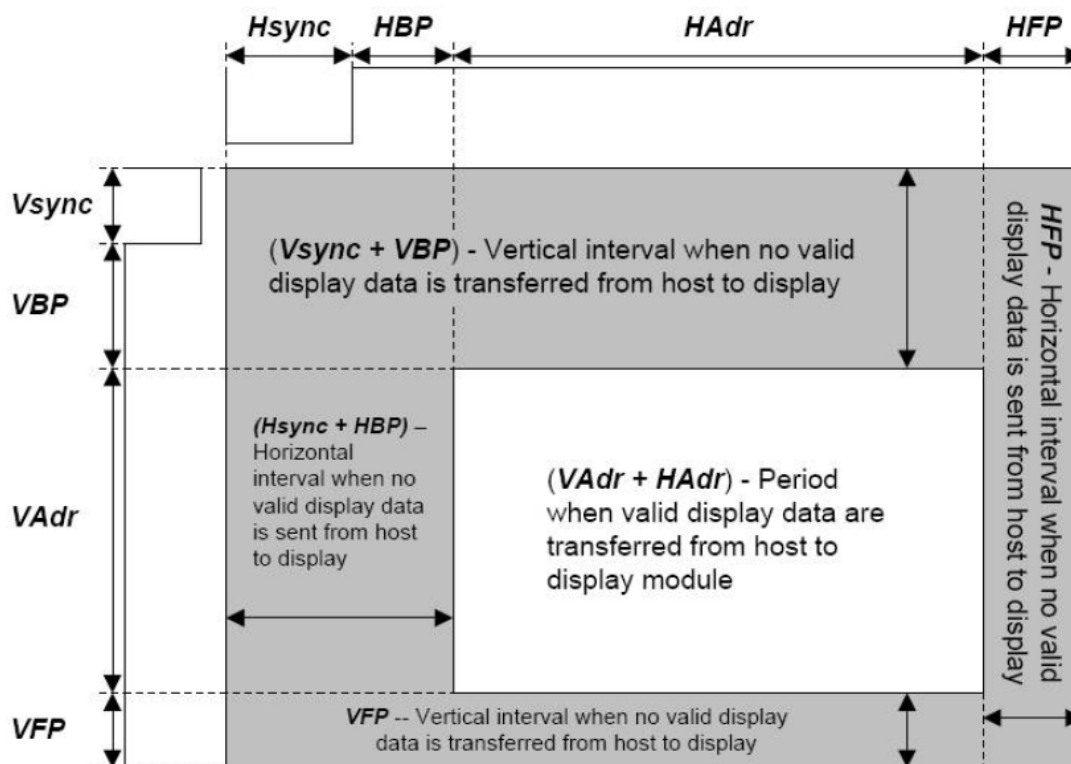 Hsync HBP HAdr HFP
Vsync
VBP
VAdr
VFP
(Vsync + VBP) - Vertical interval when no valid
display data is transferred from host to display
(Hsync + HBP) –
Horizontal
interval when no
valid display data
is sent from host
to display
(VAdr + HAdr) - Period
when valid display data are
transferred from host to
display module
HFP - Horizontal interval when no valid
display data is sent from host to display
VFP -- Vertical interval when no valid display
data is transferred from host to display